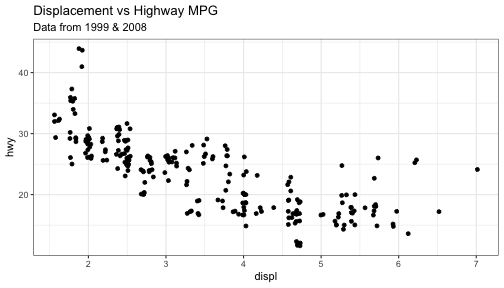 Displacement vs Highway MPG
Data from 1999 & 2008
40
30
20
hwy
2 3 4 5 6 7
displ